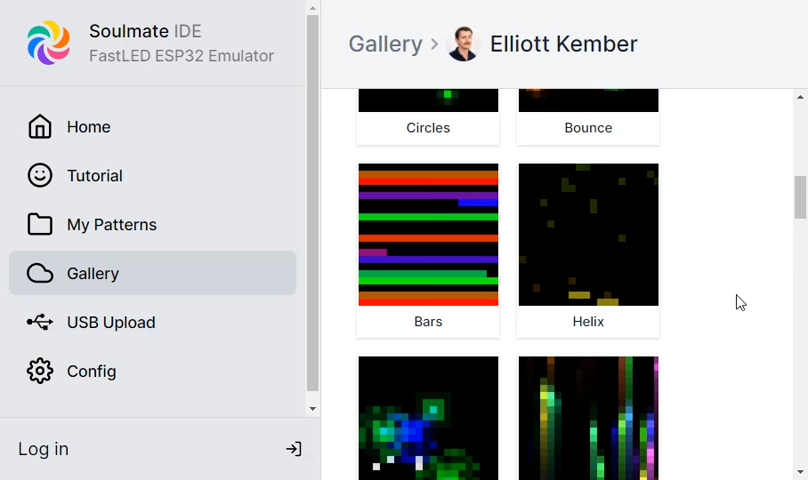 Soulmate IDE
FastLED ESP32 Emulator
Home
Tutorial
My Patterns
Gallery
USB Upload
Config
Log in
Gallery › Elliott Kember
Circles
Bounce
Bars
Helix